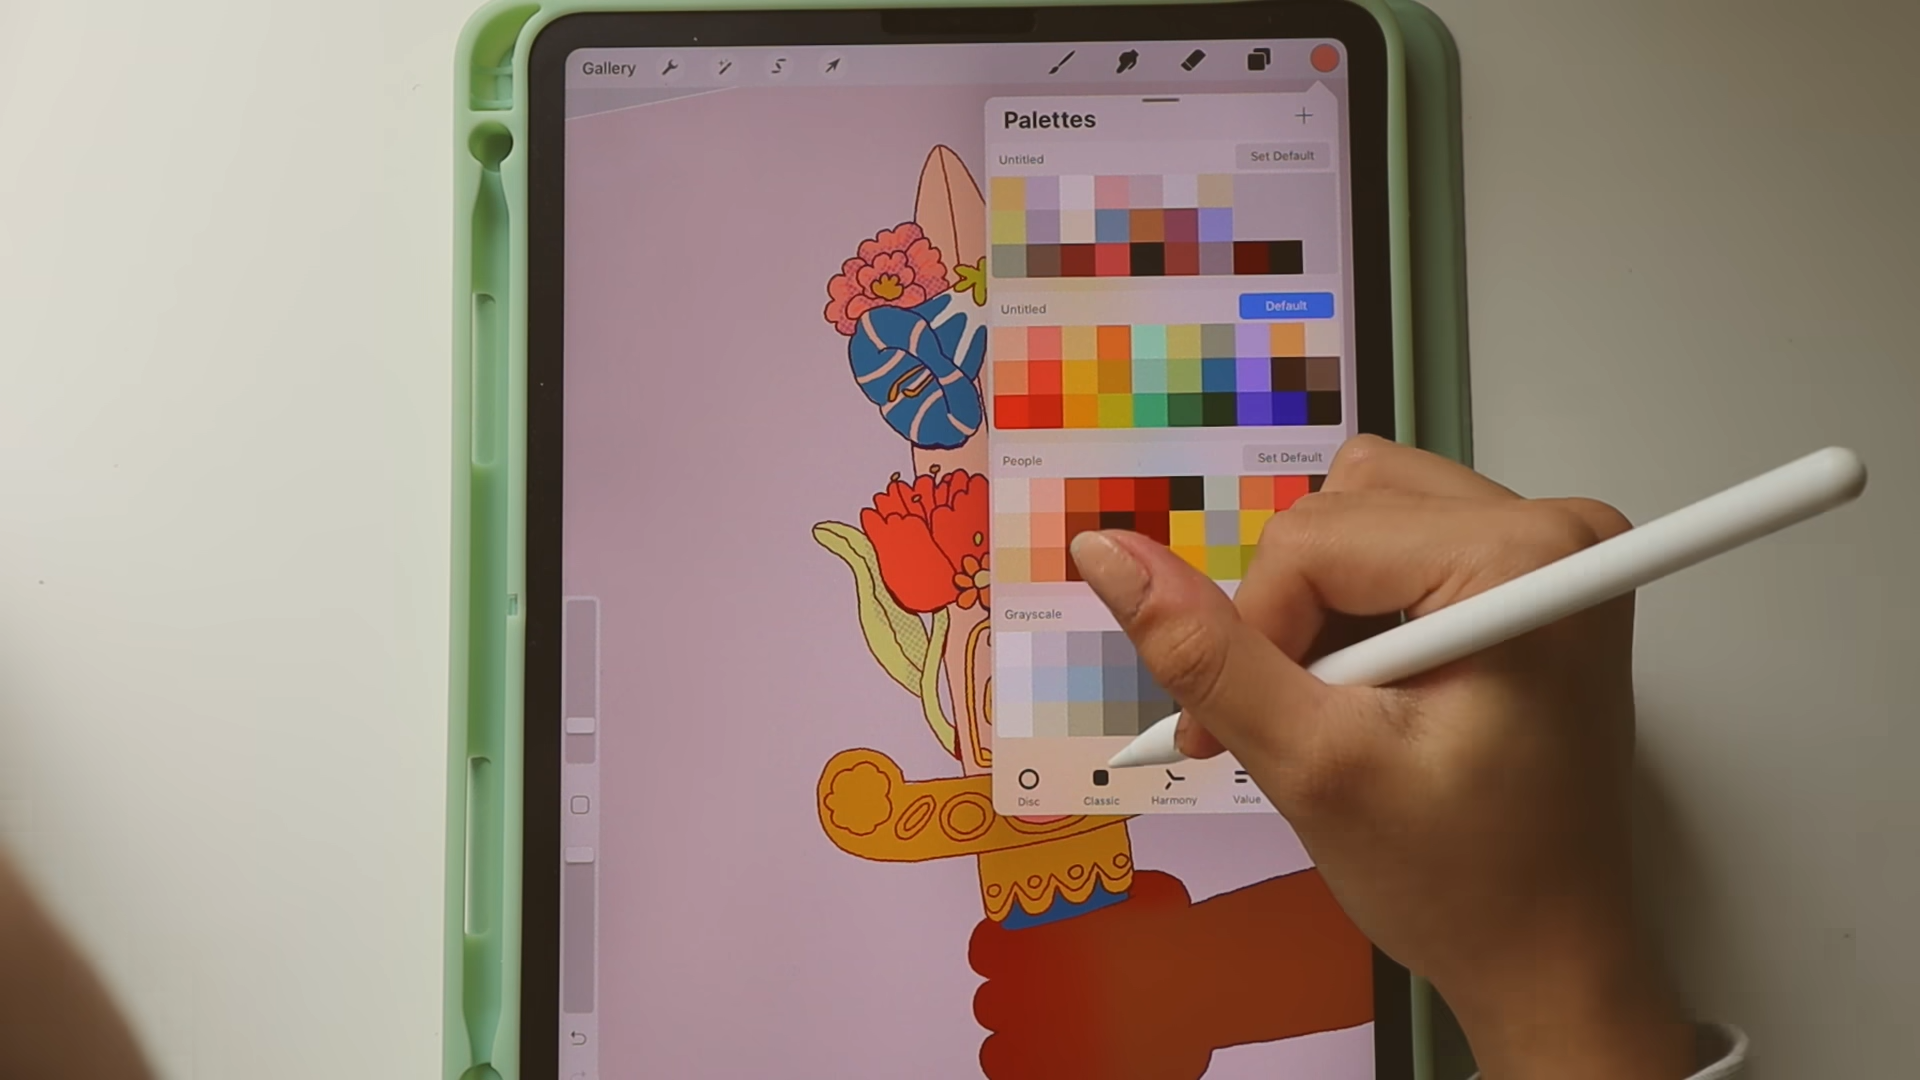 Gallery
Palettes
Untitled
Set Default
Untitled
Default
People
Set Default
Grayscale
Disc
Classic
Harmony
Value